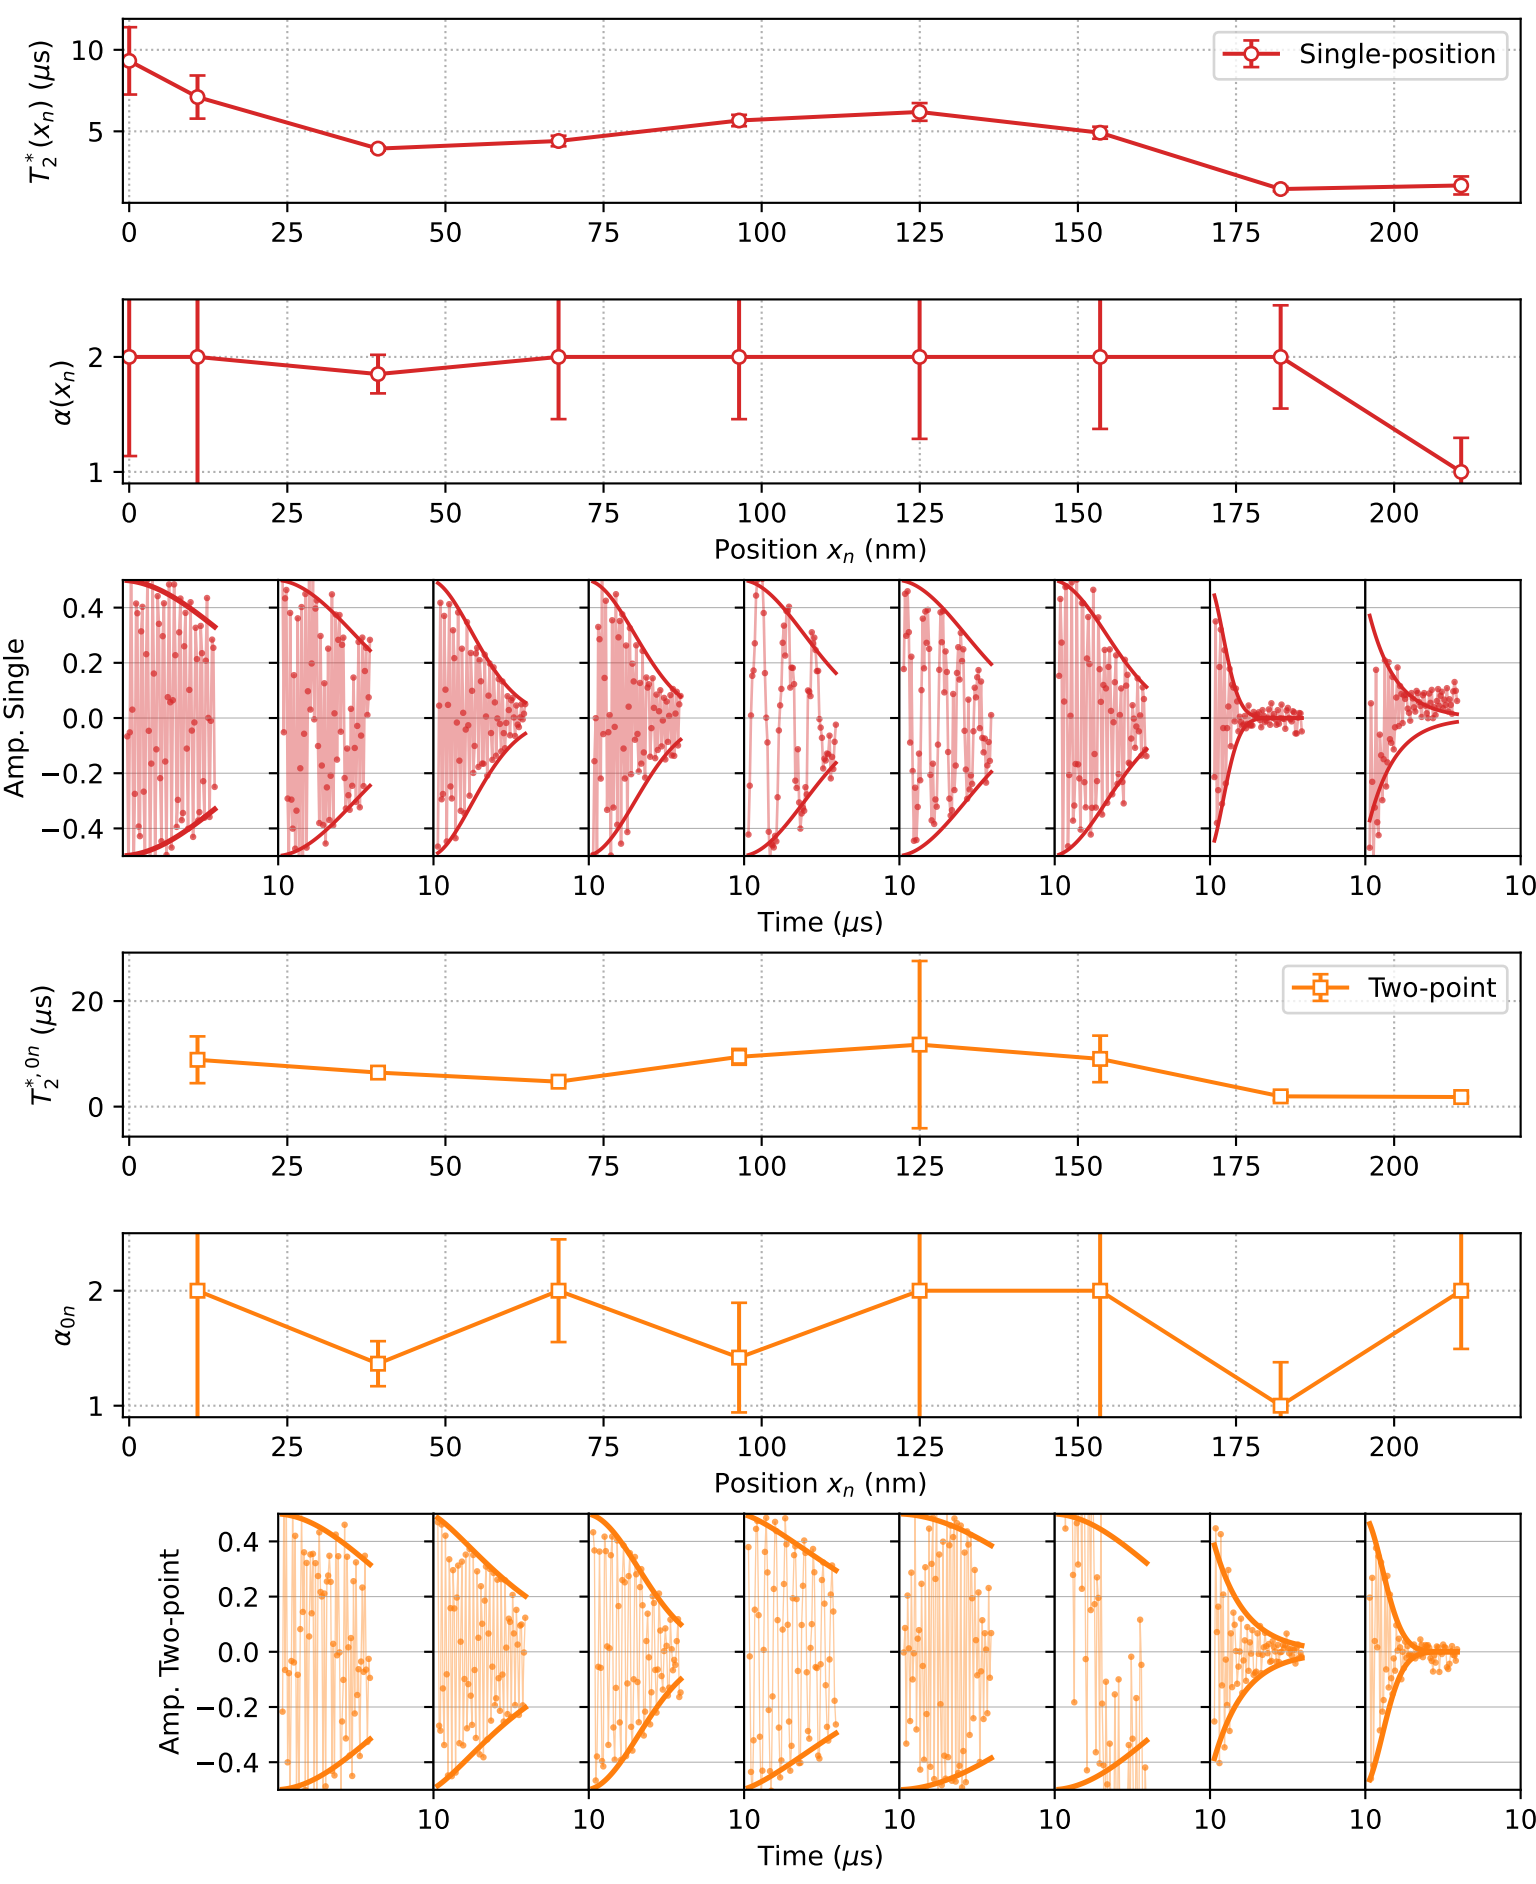 T₂*(xₙ) (μs)
10
5
Single-position
0 25 50 75 100 125 150 175 200
α(xₙ)
2
1
0 25 50 75 100 125 150 175 200
Position xₙ (nm)
Amp. Single
0.4
0.2
0.0
−0.2
−0.4
10 10 10 10 10 10 10 10 10
Time (μs)
T₂*,⁰ⁿ (μs)
20
0
Two-point
0 25 50 75 100 125 150 175 200
α₀ₙ
2
1
0 25 50 75 100 125 150 175 200
Position xₙ (nm)
Amp. Two-point
0.4
0.2
0.0
−0.2
−0.4
10 10 10 10 10 10 10 10
Time (μs)